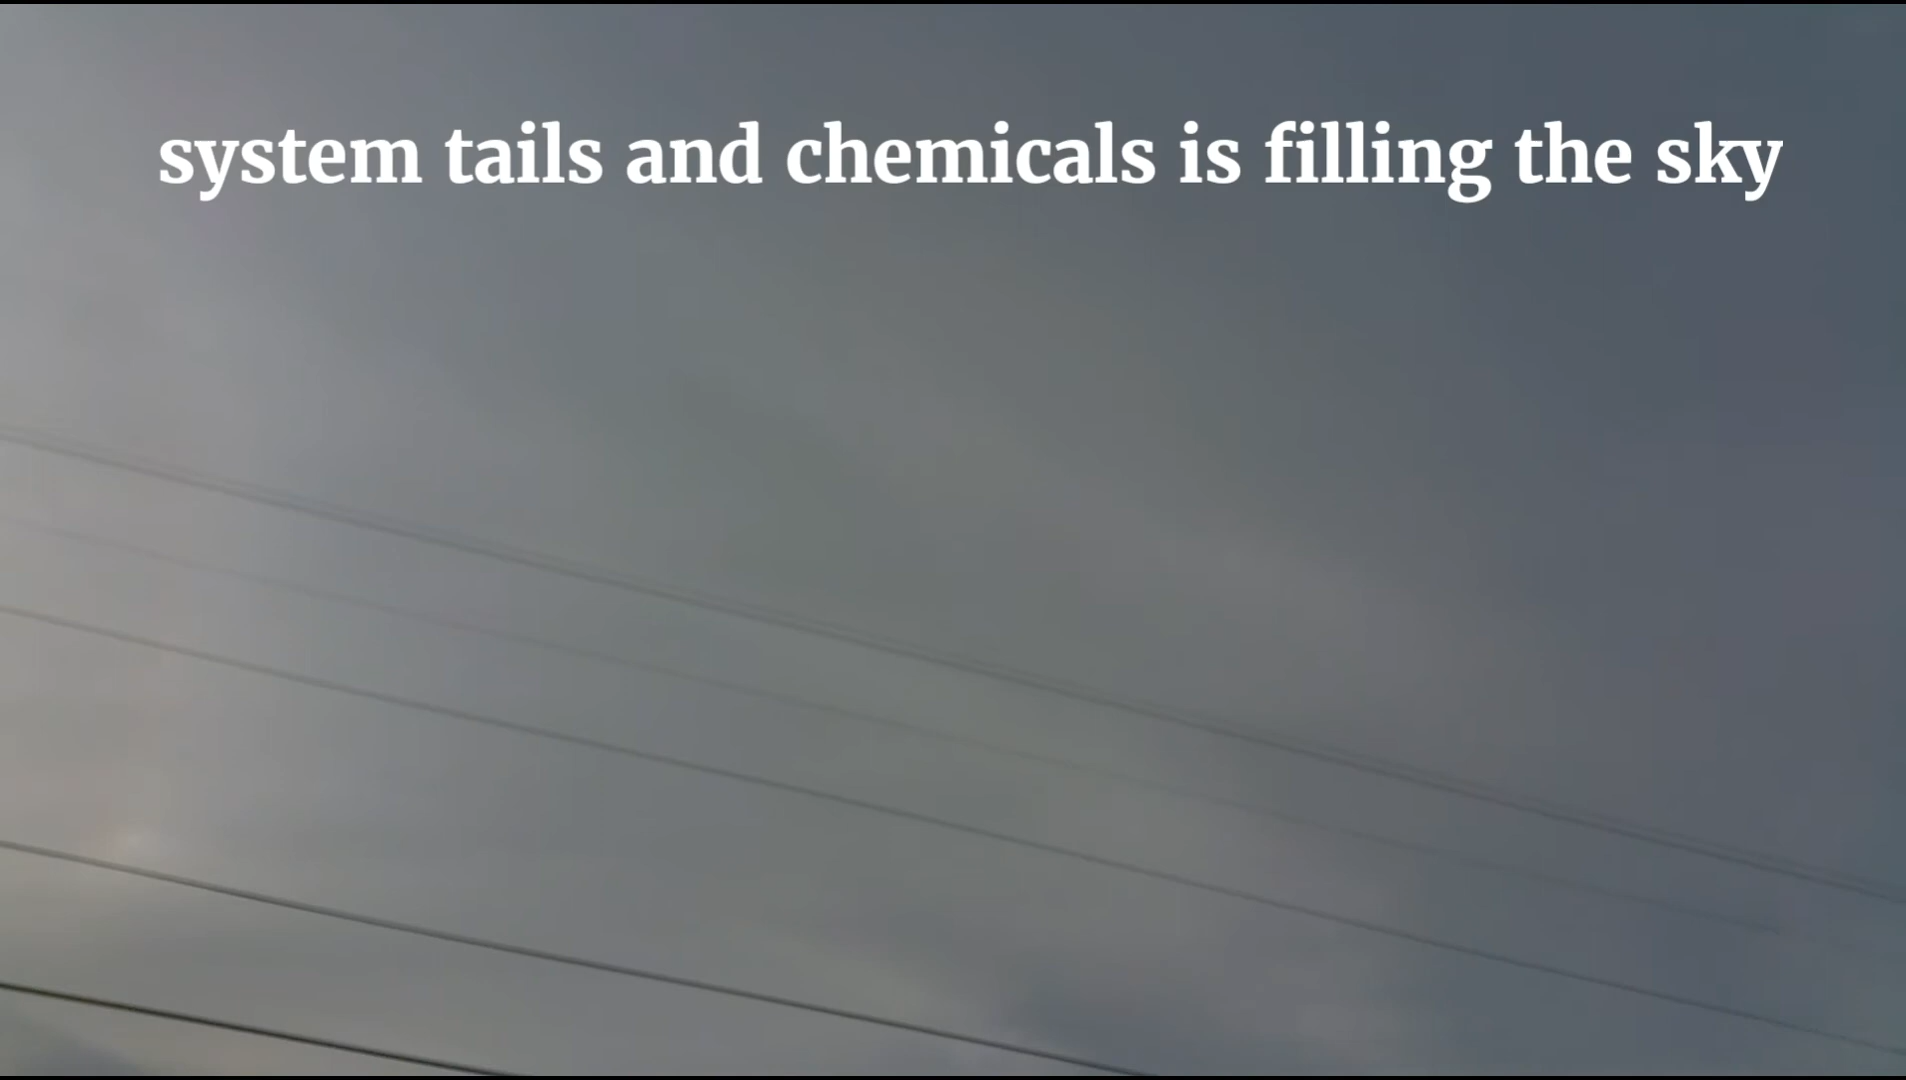 system tails and chemicals is filling the sky